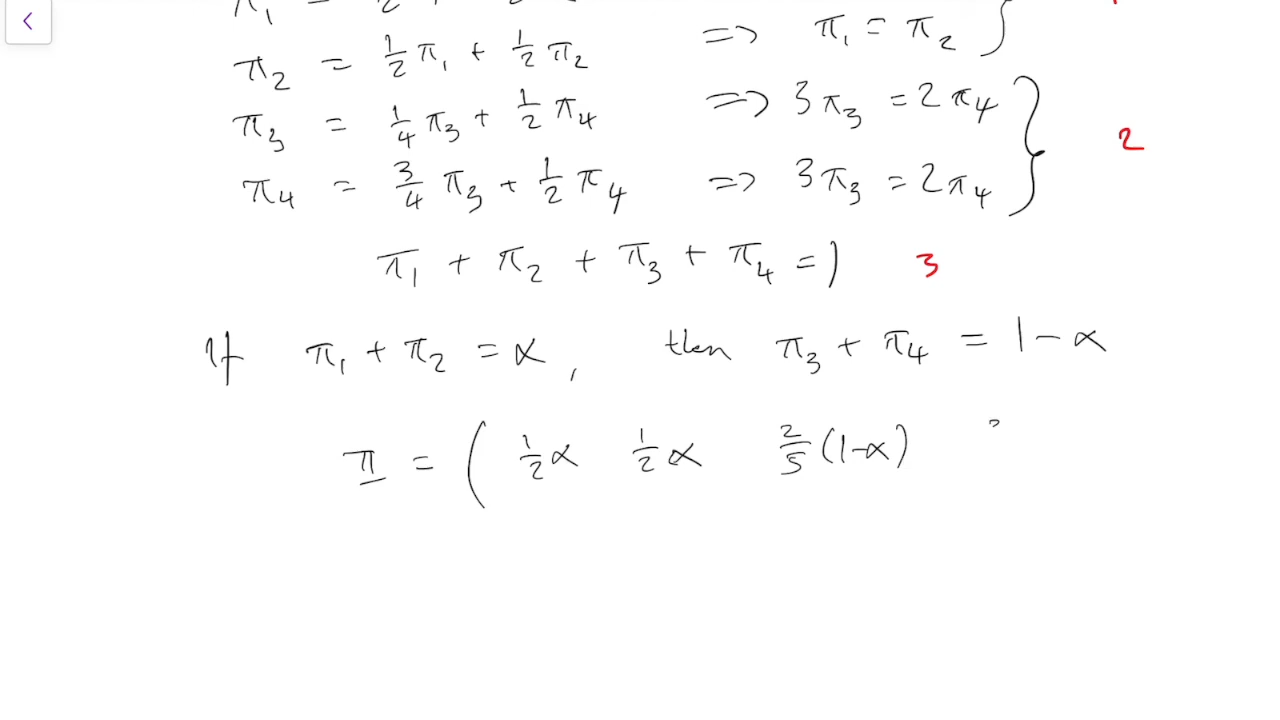 π₂ = ½π₁ + ½π₂ => π₁ = π₂ }
π₃ = ¼π₃ + ½π₄ => 3π₃ = 2π₄ } 2
π₄ = ¾π₃ + ½π₄ => 3π₃ = 2π₄
π₁ + π₂ + π₃ + π₄ = 1 3
If π₁ + π₂ = α, then π₃ + π₄ = 1 - α
π = ( ½α ½α ⅖(1-α)